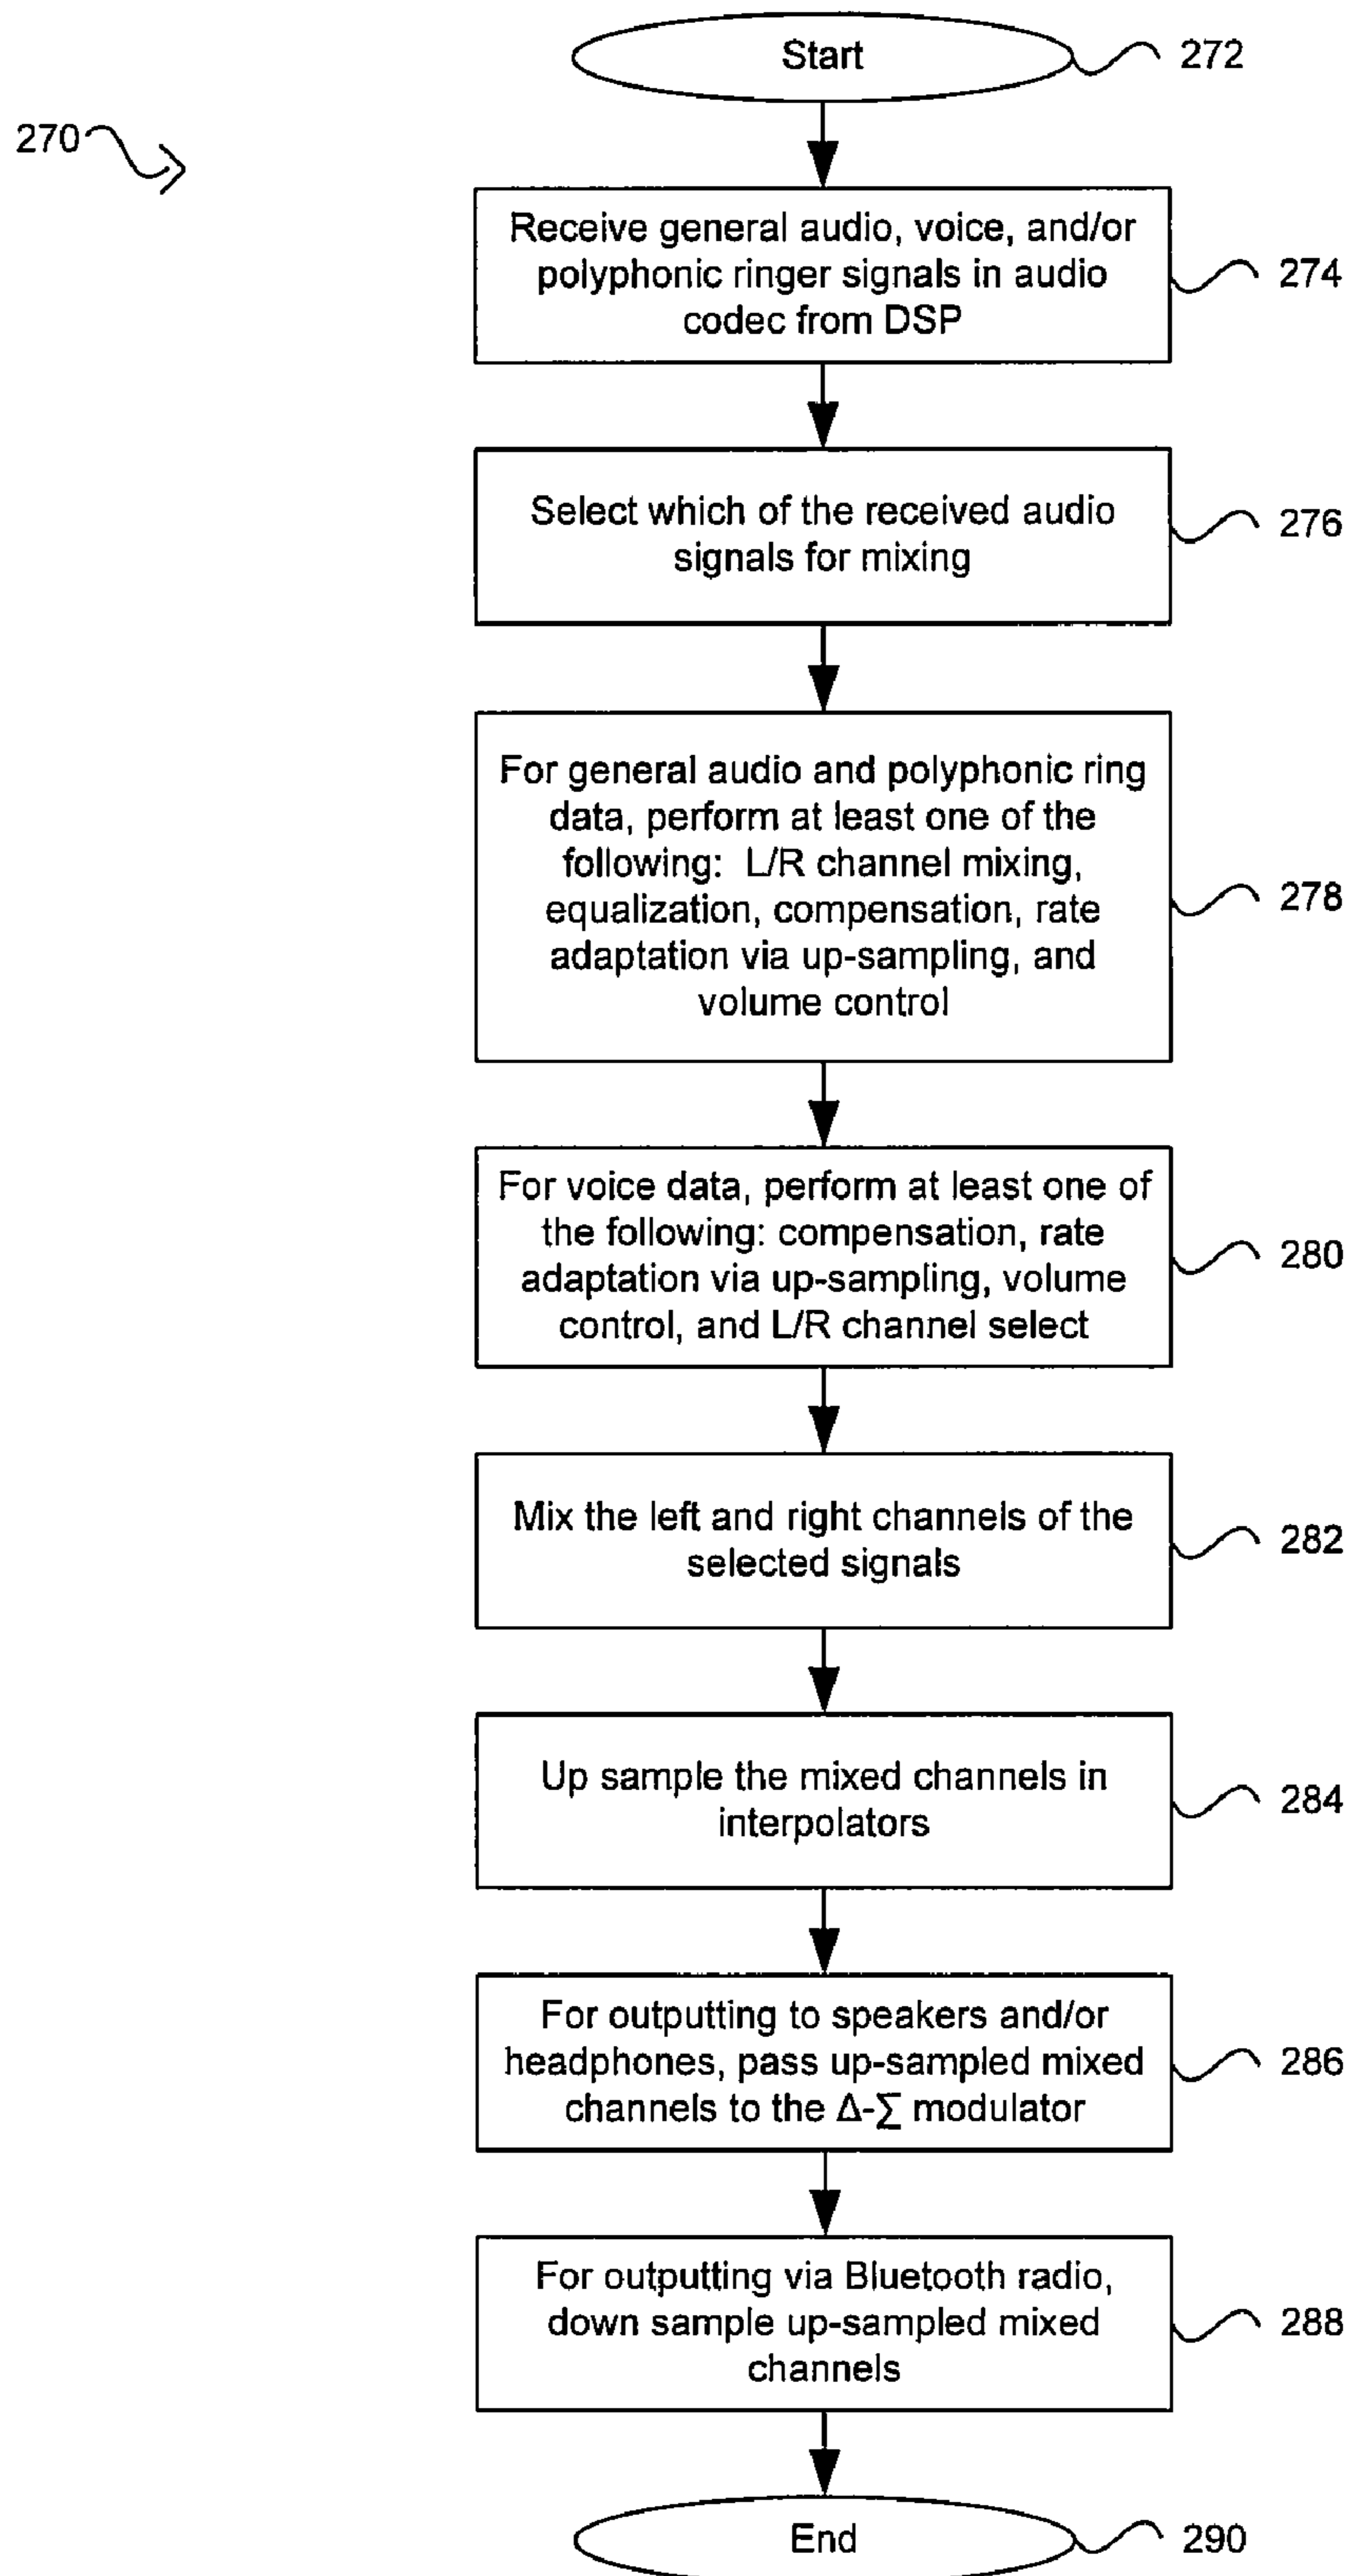 Start
272
270
Receive general audio, voice, and/or
polyphonic ringer signals in audio
codec from DSP
274
Select which of the received audio
signals for mixing
276
For general audio and polyphonic ring
data, perform at least one of the
following: L/R channel mixing,
equalization, compensation, rate
adaptation via up-sampling, and
volume control
278
For voice data, perform at least one of
the following: compensation, rate
adaptation via up-sampling, volume
control, and L/R channel select
280
Mix the left and right channels of the
selected signals
282
Up sample the mixed channels in
interpolators
284
For outputting to speakers and/or
headphones, pass up-sampled mixed
channels to the Δ-∑ modulator
286
For outputting via Bluetooth radio,
down sample up-sampled mixed
channels
288
End
290